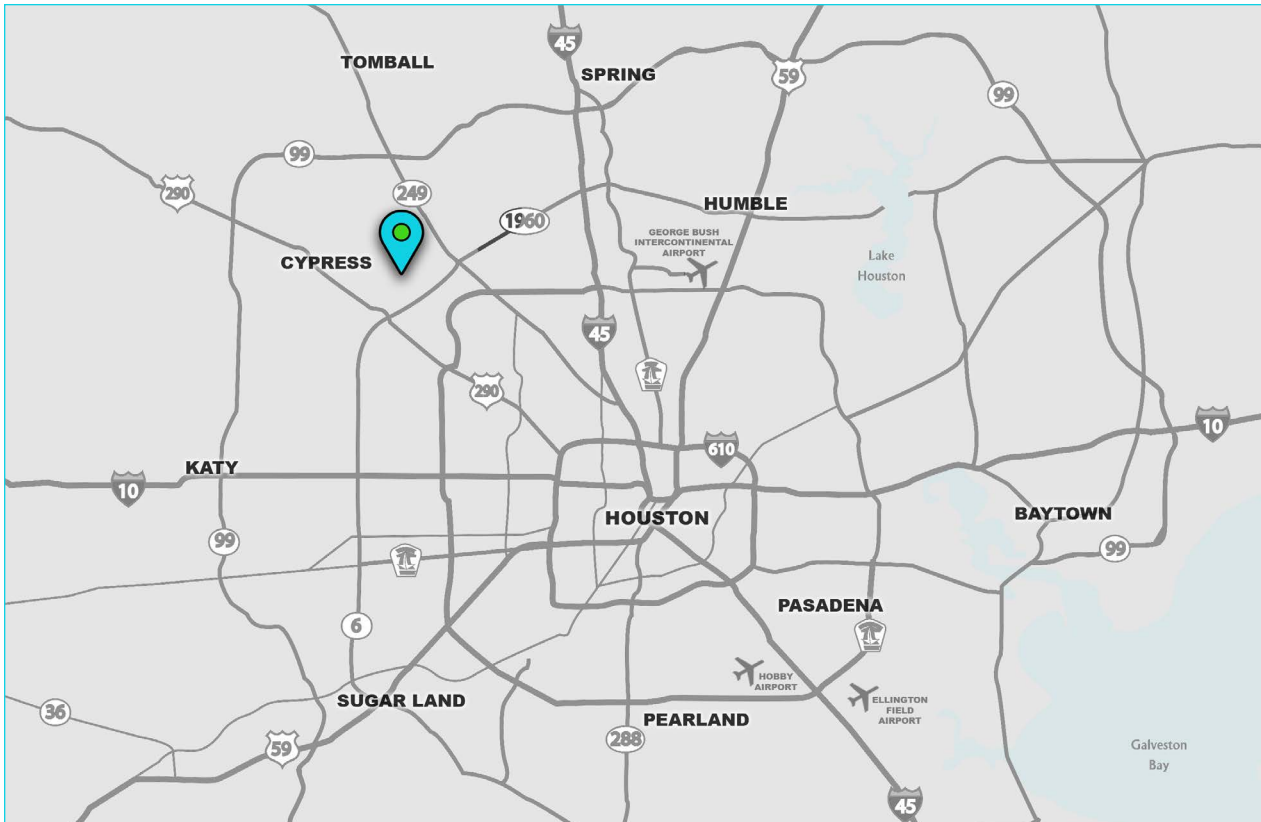 45
TOMBALL
SPRING
59
99
99
290
249
HUMBLE
1960
GEORGE BUSH
INTERCONTINENTAL
AIRPORT
CYPRESS
Lake
Houston
45
290
10
610
KATY
10
HOUSTON
BAYTOWN
99
99
PASADENA
6
HOBBY
AIRPORT
SUGAR LAND
ELLINGTON
FIELD
AIRPORT
36
PEARLAND
288
59
Galveston
Bay
45